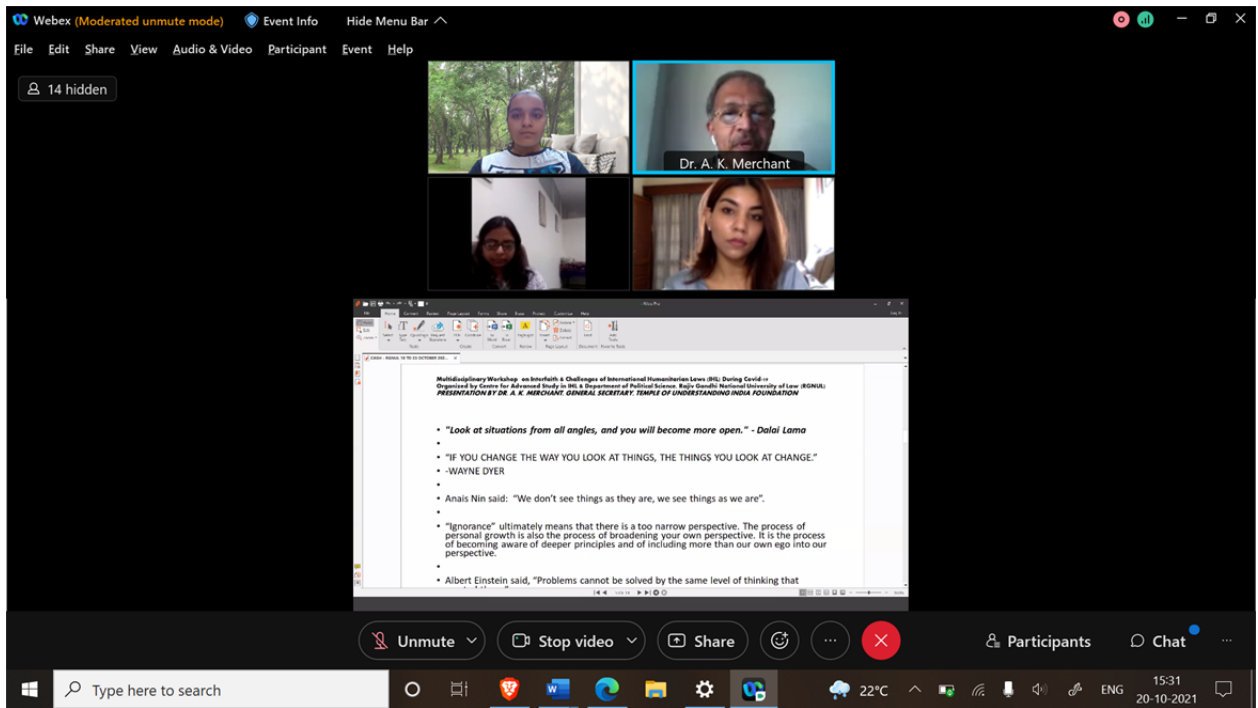 Webex (Moderated unmute mode) Event Info Hide Menu Bar
File Edit Share View Audio & Video Participant Event Help
14 hidden
Dr. A. K. Merchant
Multidisciplinary Workshop on Interfaith & Challenges of International Humanitarian Laws (IHL) During Covid-19
Organized by Centre for Advanced Study in IHL & Department of Political Science, Rajiv Gandhi National University of Law (RGNUL)
PRESENTATION BY DR. A. K. MERCHANT, GENERAL SECRETARY, TEMPLE OF UNDERSTANDING INDIA FOUNDATION
• "Look at situations from all angles, and you will become more open." - Dalai Lama
•
• “IF YOU CHANGE THE WAY YOU LOOK AT THINGS, THE THINGS YOU LOOK AT CHANGE.”
• -WAYNE DYER
•
• Anais Nin said: “We don’t see things as they are, we see things as we are”.
•
• “Ignorance” ultimately means that there is a too narrow perspective. The process of
personal growth is also the process of broadening your own perspective. It is the process
of becoming aware of deeper principles and of including more than our own ego into our
perspective.
•
• Albert Einstein said, “Problems cannot be solved by the same level of thinking that
Unmute Stop video Share Participants Chat
Type here to search 22°C ENG 15:31
20-10-2021